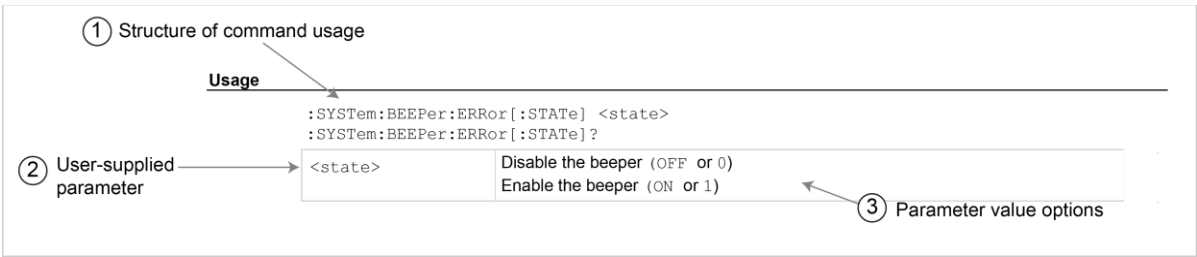 1 Structure of command usage
Usage
:SYSTem:BEEPer:ERRor[:STATe] <state>
:SYSTem:BEEPer:ERRor[:STATe]?
2 User-supplied parameter
<state>
Disable the beeper (OFF or 0)
Enable the beeper (ON or 1)
3 Parameter value options